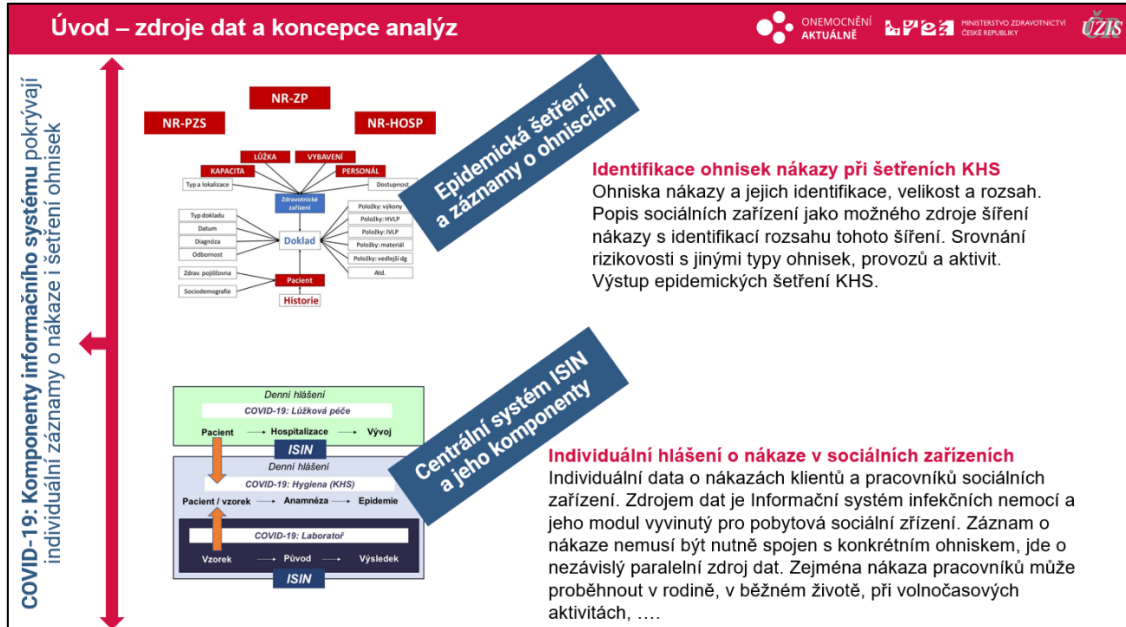 Úvod – zdroje dat a koncepce analýz
ONEMOCNĚNÍ
AKTUÁLNĚ
MINISTERSTVO ZDRAVOTNICTVÍ
ČESKÉ REPUBLIKY
ÚZIS
ČR
COVID-19: Komponenty informačního systému pokrývají
individuální záznamy o nákaze i šetření ohnisek
NR-ZP
NR-PZS
NR-HOSP
LŮŽKA
VYBAVENÍ
KAPACITA
PERSONÁL
Typ a lokalizace
Zdravotnické
zařízení
Dostupnost
Typ dokladu
Datum
Diagnóza
Odbornost
Zdrav. pojišťovna
Sociodemografie
Doklad
Položky: výkony
Položky: HVLP
Položky: IVLP
Položky: materiál
Položky: vedlejší dg
Atd.
Pacient
Historie
Epidemická šetření
a záznamy o ohniscích
Identifikace ohnisek nákazy při šetřeních KHS
Ohniska nákazy a jejich identifikace, velikost a rozsah.
Popis sociálních zařízení jako možného zdroje šíření
nákazy s identifikací rozsahu tohoto šíření. Srovnání
rizikovosti s jinými typy ohnisek, provozů a aktivit.
Výstup epidemických šetření KHS.
Denní hlášení
COVID-19: Lůžková péče
Pacient Hospitalizace Vývoj
ISIN
Denní hlášení
COVID-19: Hygiena (KHS)
Pacient / vzorek Anamnéza Epidemie
COVID-19: Laboratoř
Vzorek Původ Výsledek
ISIN
Centrální systém ISIN
a jeho komponenty
Individuální hlášení o nákaze v sociálních zařízeních
Individuální data o nákazách klientů a pracovníků sociálních
zařízení. Zdrojem dat je Informační systém infekčních nemocí a
jeho modul vyvinutý pro pobytová sociální zřízení. Záznam o
nákaze nemusí být nutně spojen s konkrétním ohniskem, jde o
nezávislý paralelní zdroj dat. Zejména nákaza pracovníků může
proběhnout v rodině, v běžném životě, při volnočasových
aktivitách, ….